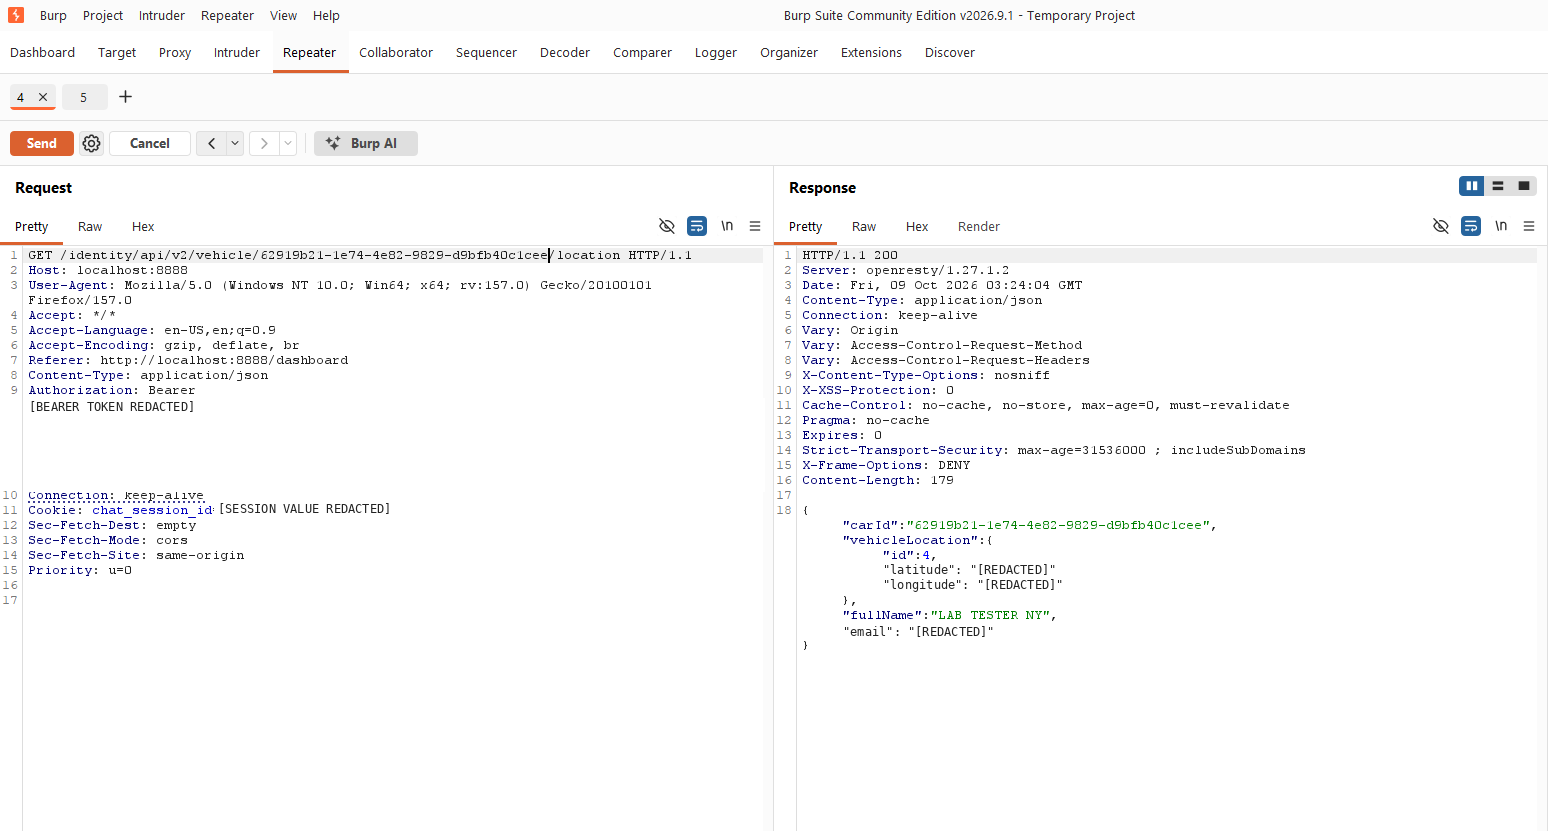 Burp Project Intruder Repeater View Help Burp Suite Community Edition v2026.9.1 - Temporary Project
Dashboard Target Proxy Intruder Repeater Collaborator Sequencer Decoder Comparer Logger Organizer Extensions Discover
4 × 5 +
Send Cancel < > Burp AI
Request
Pretty Raw Hex \n
1 GET /identity/api/v2/vehicle/62919b21-1e74-4e82-9829-d9bfb40c1cee/location HTTP/1.1
2 Host: localhost:8888
3 User-Agent: Mozilla/5.0 (Windows NT 10.0; Win64; x64; rv:157.0) Gecko/20100101
Firefox/157.0
4 Accept: */*
5 Accept-Language: en-US,en;q=0.9
6 Accept-Encoding: gzip, deflate, br
7 Referer: http://localhost:8888/dashboard
8 Content-Type: application/json
9 Authorization: Bearer
[BEARER TOKEN REDACTED]
10 Connection: keep-alive
11 Cookie: chat_session_id [SESSION VALUE REDACTED]
12 Sec-Fetch-Dest: empty
13 Sec-Fetch-Mode: cors
14 Sec-Fetch-Site: same-origin
15 Priority: u=0
16
17
Response
Pretty Raw Hex Render \n
1 HTTP/1.1 200
2 Server: openresty/1.27.1.2
3 Date: Fri, 09 Oct 2026 03:24:04 GMT
4 Content-Type: application/json
5 Connection: keep-alive
6 Vary: Origin
7 Vary: Access-Control-Request-Method
8 Vary: Access-Control-Request-Headers
9 X-Content-Type-Options: nosniff
10 X-XSS-Protection: 0
11 Cache-Control: no-cache, no-store, max-age=0, must-revalidate
12 Pragma: no-cache
13 Expires: 0
14 Strict-Transport-Security: max-age=31536000 ; includeSubDomains
15 X-Frame-Options: DENY
16 Content-Length: 179
17
18 {
"carId":"62919b21-1e74-4e82-9829-d9bfb40c1cee",
"vehicleLocation":{
"id":4,
"latitude": "[REDACTED]"
"longitude": "[REDACTED]"
},
"fullName":"LAB TESTER NY",
"email": "[REDACTED]"
}